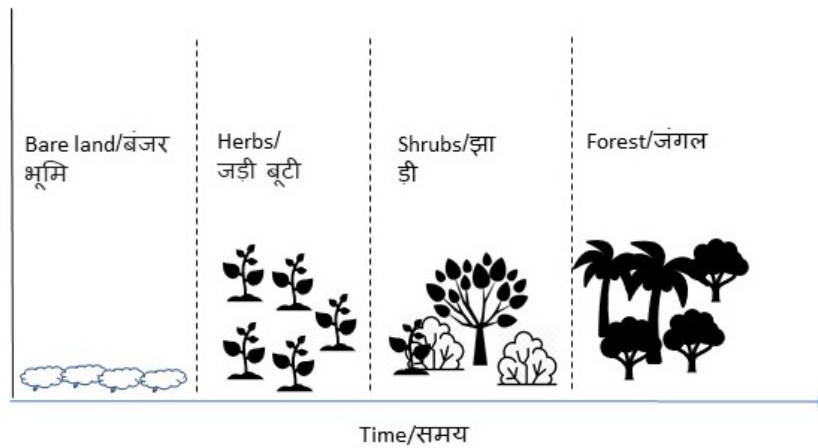 Bare land/बंजर
भूमि
Herbs/
जड़ी बूटी
Shrubs/झा
ड़ी
Forest/जंगल
Time/समय